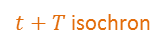 t + T isochron